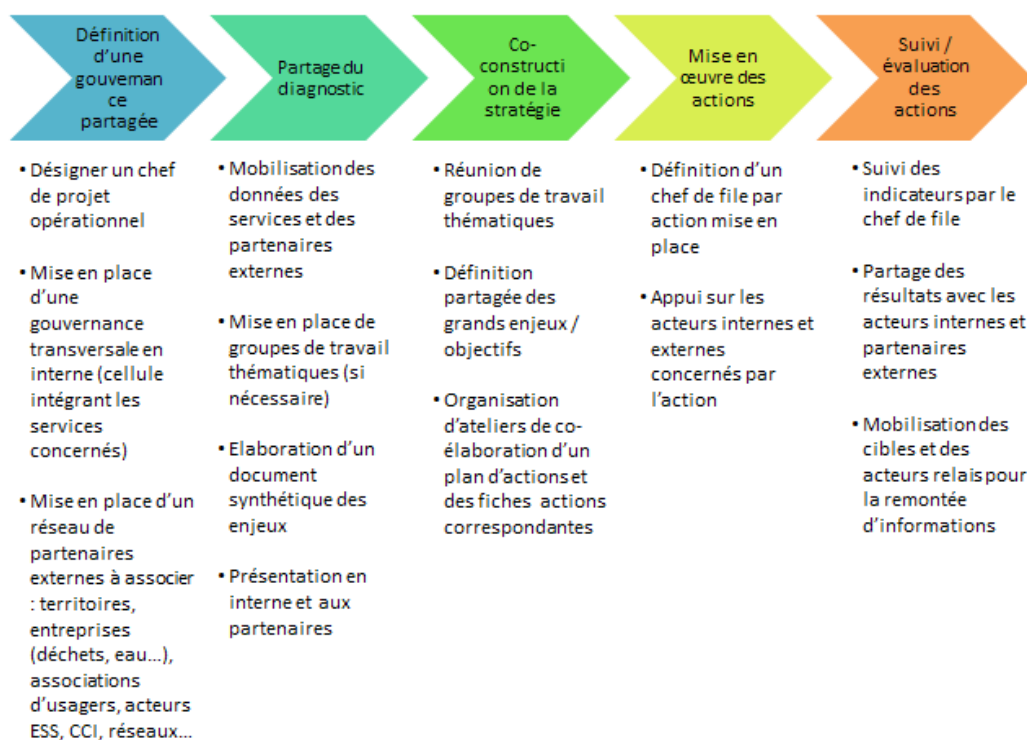 Définition
d'une
gouvernan
ce
partagée
Partage du
diagnostic
Co-
constructi
on de la
stratégie
Mise en
œuvre des
actions
Suivi /
évaluation
des
actions
• Désigner un chef
de projet
opérationnel
• Mise en place
d'une
gouvernance
transversale en
interne (cellule
intégrant les
services
concernés)
• Mise en place d'un
réseau de
partenaires
externes à associer
: territoires,
entreprises
(déchets, eau...),
associations
d'usagers, acteurs
ESS, CCI, réseaux...
• Mobilisation des
données des
services et des
partenaires
externes
• Mise en place de
groupes de travail
thématiques (si
nécessaire)
• Elaboration d'un
document
synthétique des
enjeux
• Présentation en
interne et aux
partenaires
• Réunion de
groupes de travail
thématiques
• Définition
partagée des
grands enjeux /
objectifs
• Organisation
d'ateliers de co-
élaboration d'un
plan d'actions et
des fiches actions
correspondantes
• Définition d'un
chef de file par
action mise en
place
• Appui sur les
acteurs internes et
externes
concernés par
l'action
• Suivi des
indicateurs par le
chef de file
• Partage des
résultats avec les
acteurs internes et
partenaires
externes
• Mobilisation des
cibles et des
acteurs relais pour
la remontée
d'informations